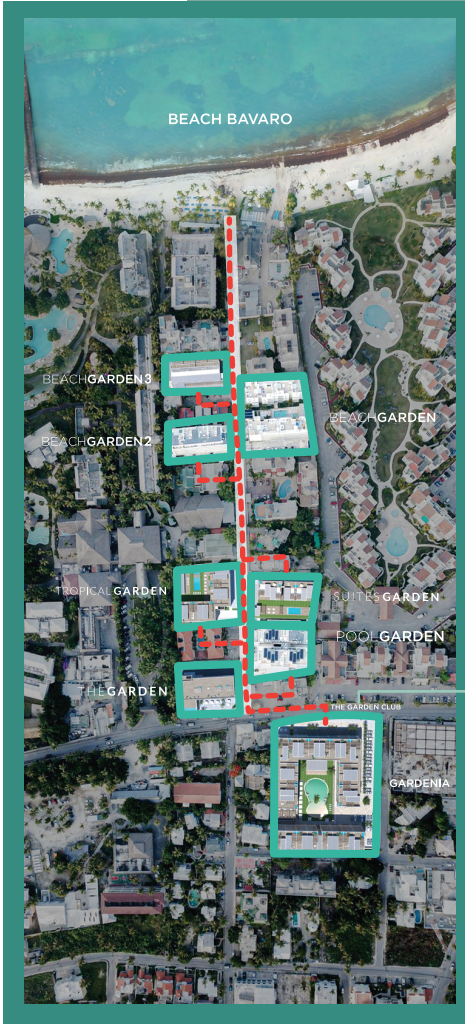 BEACH BAVARO
BEACHGARDEN3
BEACHGARDEN
BEACHGARDEN2
TROPICALGARDEN
SUITESGARDEN
POOLGARDEN
THEGARDEN
THE GARDEN CLUB
GARDENIA